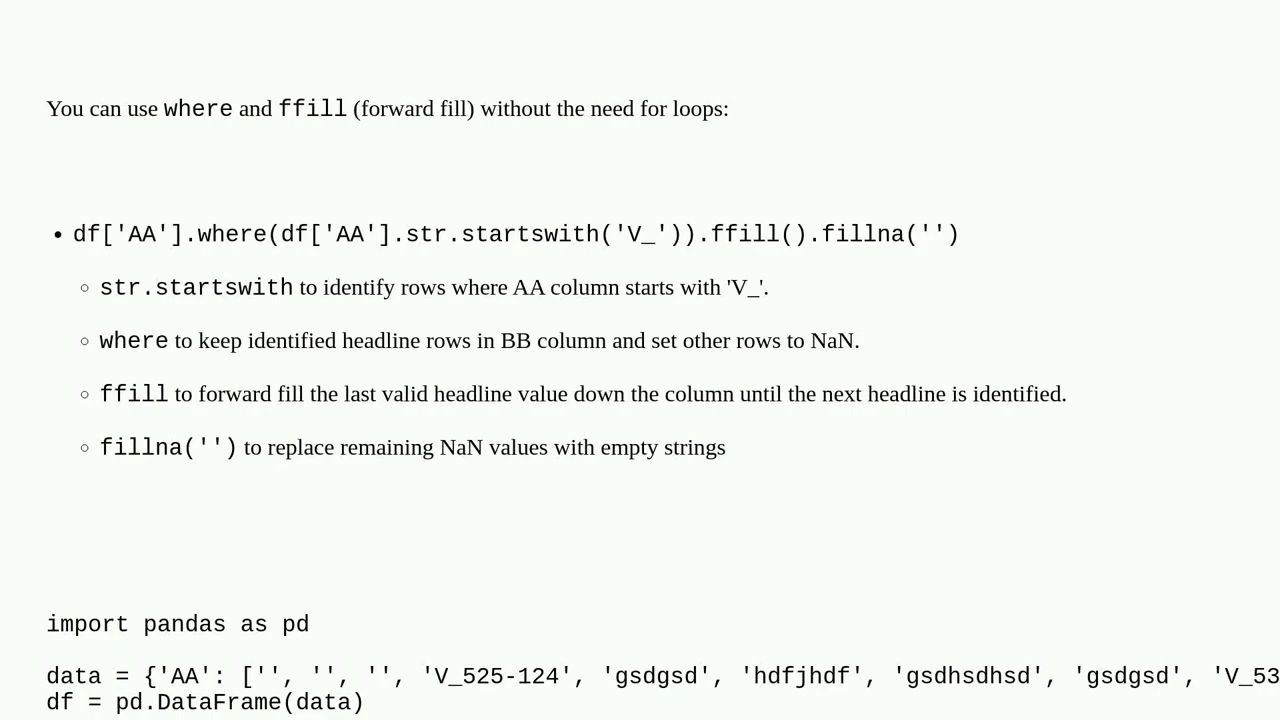 You can use where and ffill (forward fill) without the need for loops:
• df['AA'].where(df['AA'].str.startswith('V_')).ffill().fillna('')
○ str.startswith to identify rows where AA column starts with 'V_'.
○ where to keep identified headline rows in BB column and set other rows to NaN.
○ ffill to forward fill the last valid headline value down the column until the next headline is identified.
○ fillna('') to replace remaining NaN values with empty strings
import pandas as pd
data = {'AA': ['', '', '', 'V_525-124', 'gsdgsd', 'hdfjhdf', 'gsdhsdhsd', 'gsdgsd', 'V_53
df = pd.DataFrame(data)